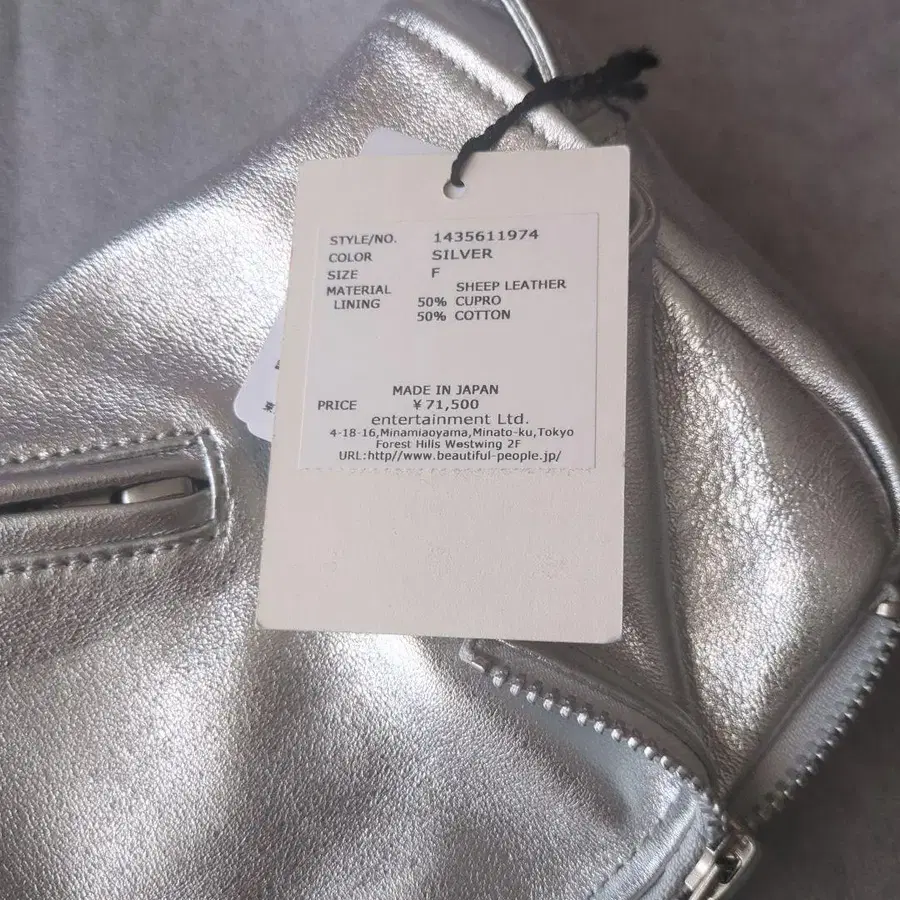 STYLE/NO. 1435611974
COLOR SILVER
SIZE F
MATERIAL SHEEP LEATHER
LINING 50% CUPRO
50% COTTON
MADE IN JAPAN
PRICE ¥71,500
entertainment Ltd.
4-18-16,Minamiaoyama,Minato-ku,Tokyo
Forest Hills Westwing 2F
URL:http//www.beautiful-people.jp/